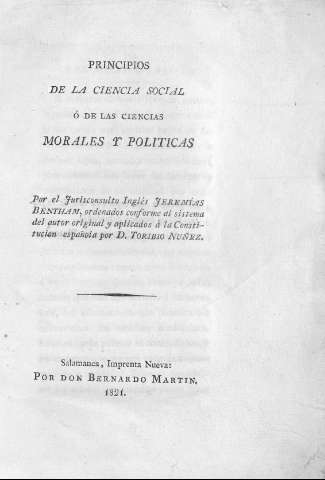 PRINCIPIOS
DE LA CIENCIA SOCIAL
Ó DE LAS CIENCIAS
MORALES Y POLITICAS
Por el Jurisconsulto Inglés JEREMÍAS
BENTHAM, ordenados conforme al sistema
del autor original y aplicados á la Consti-
tucion española por D. TORIBIO NUÑEZ.
Salamanca, Imprenta Nueva:
POR DON BERNARDO MARTIN,
1821.